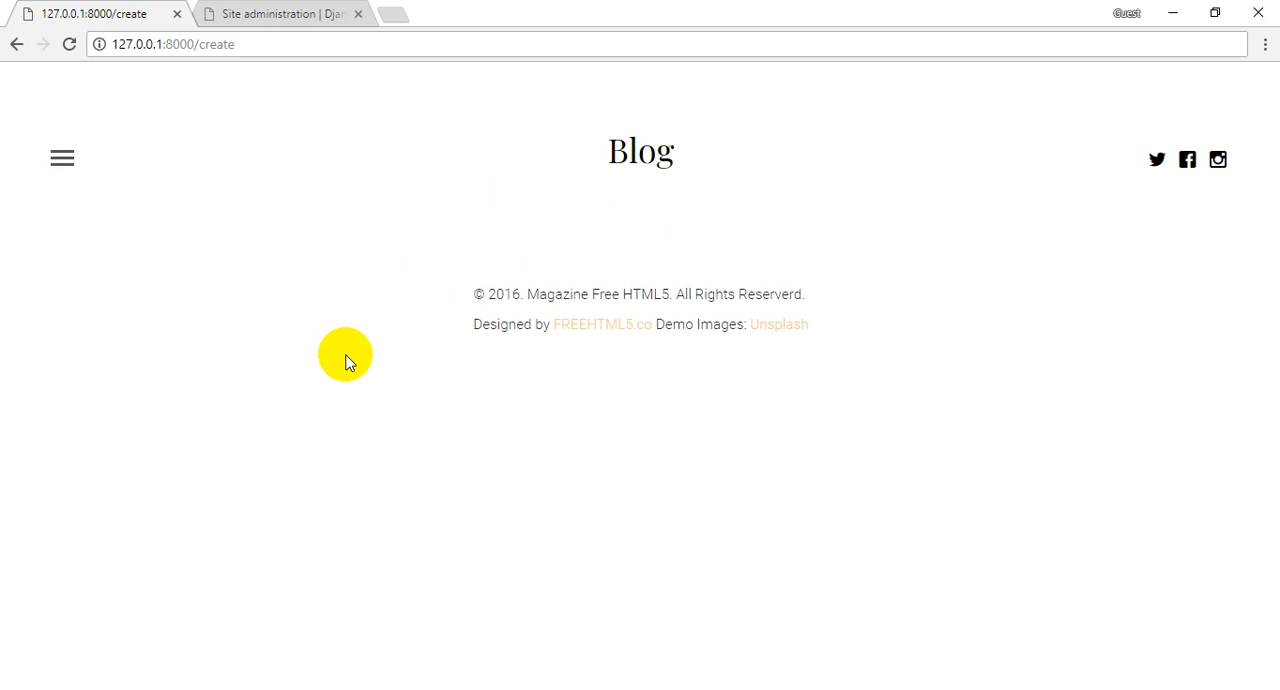 127.0.0.1:8000/create
Site administration | Djan
Guest
127.0.0.1:8000/create
Blog
© 2016. Magazine Free HTML5. All Rights Reserverd.
Designed by FREEHTML5.co Demo Images: Unsplash